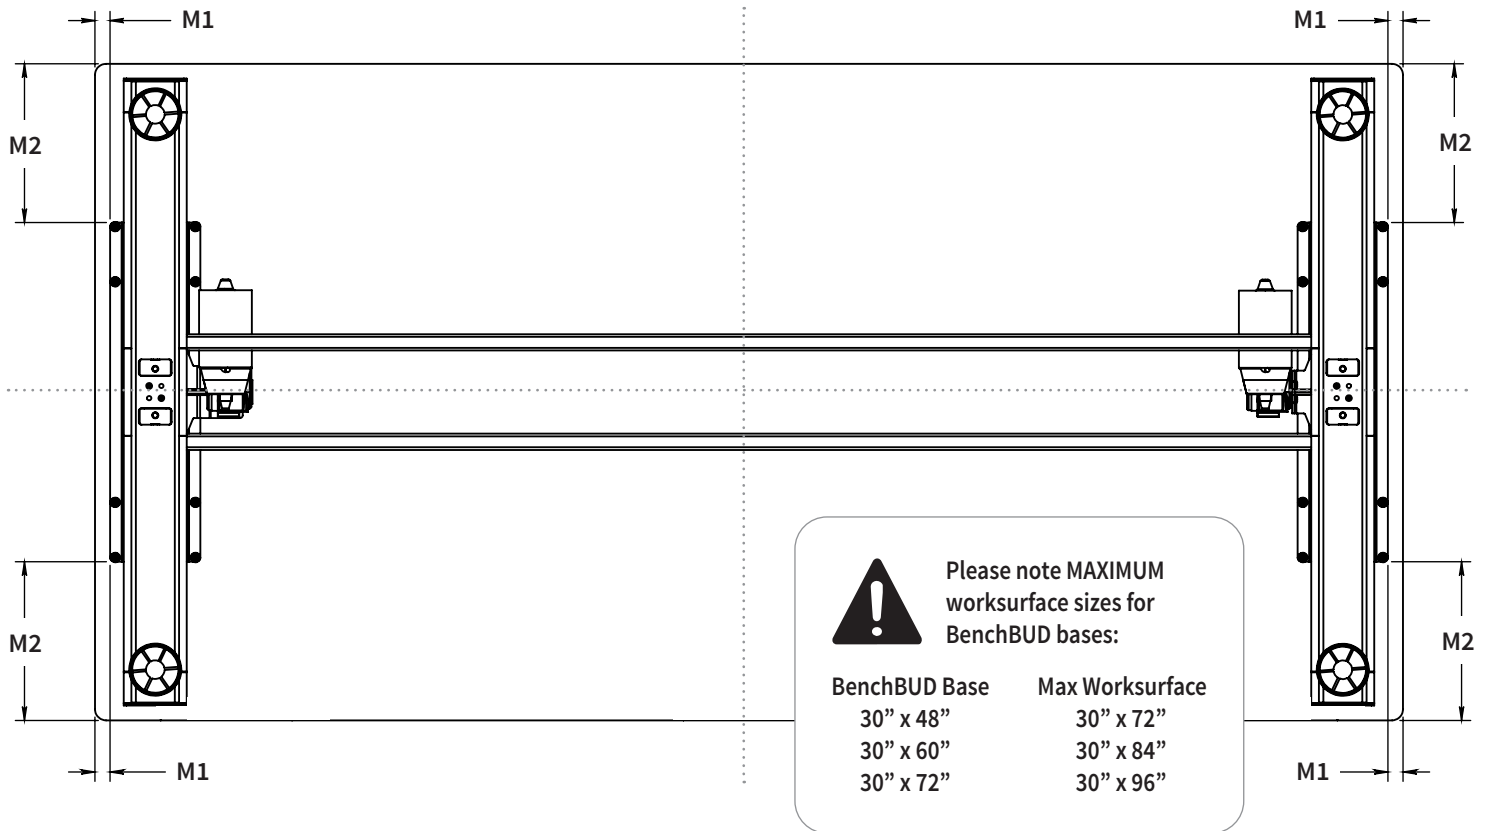 M1 M1
M2 M2
M2 M2
Please note MAXIMUM
worksurface sizes for
BenchBUD bases:
BenchBUD Base Max Worksurface
30” x 48” 30” x 72”
30” x 60” 30” x 84”
30” x 72” 30” x 96”
M1 M1